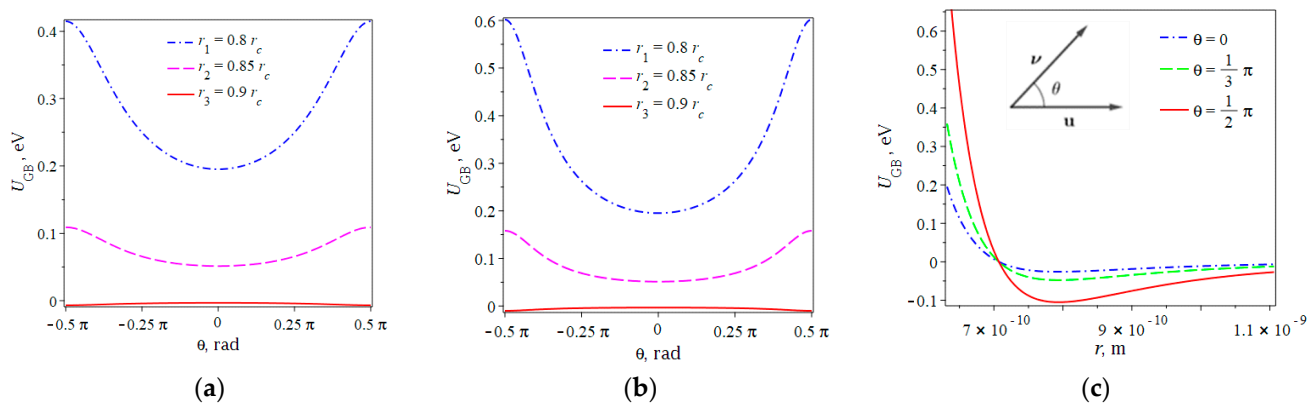 0.4
0.3
0.2
0.1
0
U_GB, eV
r_1 = 0.8 r_c
r_2 = 0.85 r_c
r_3 = 0.9 r_c
−0.5 π −0.25 π 0 0.25 π 0.5 π
θ, rad
(a)
0.6
0.5
0.4
0.3
0.2
0.1
0
U_GB, eV
r_1 = 0.8 r_c
r_2 = 0.85 r_c
r_3 = 0.9 r_c
−0.5 π −0.25 π 0 0.25 π 0.5 π
θ, rad
(b)
0.6
0.5
0.4
0.3
0.2
0.1
0
−0.1
U_GB, eV
ν
θ
u
θ = 0
θ = 1/3 π
θ = 1/2 π
7 × 10^−10 9 × 10^−10 1.1 × 10^−9
r, m
(c)